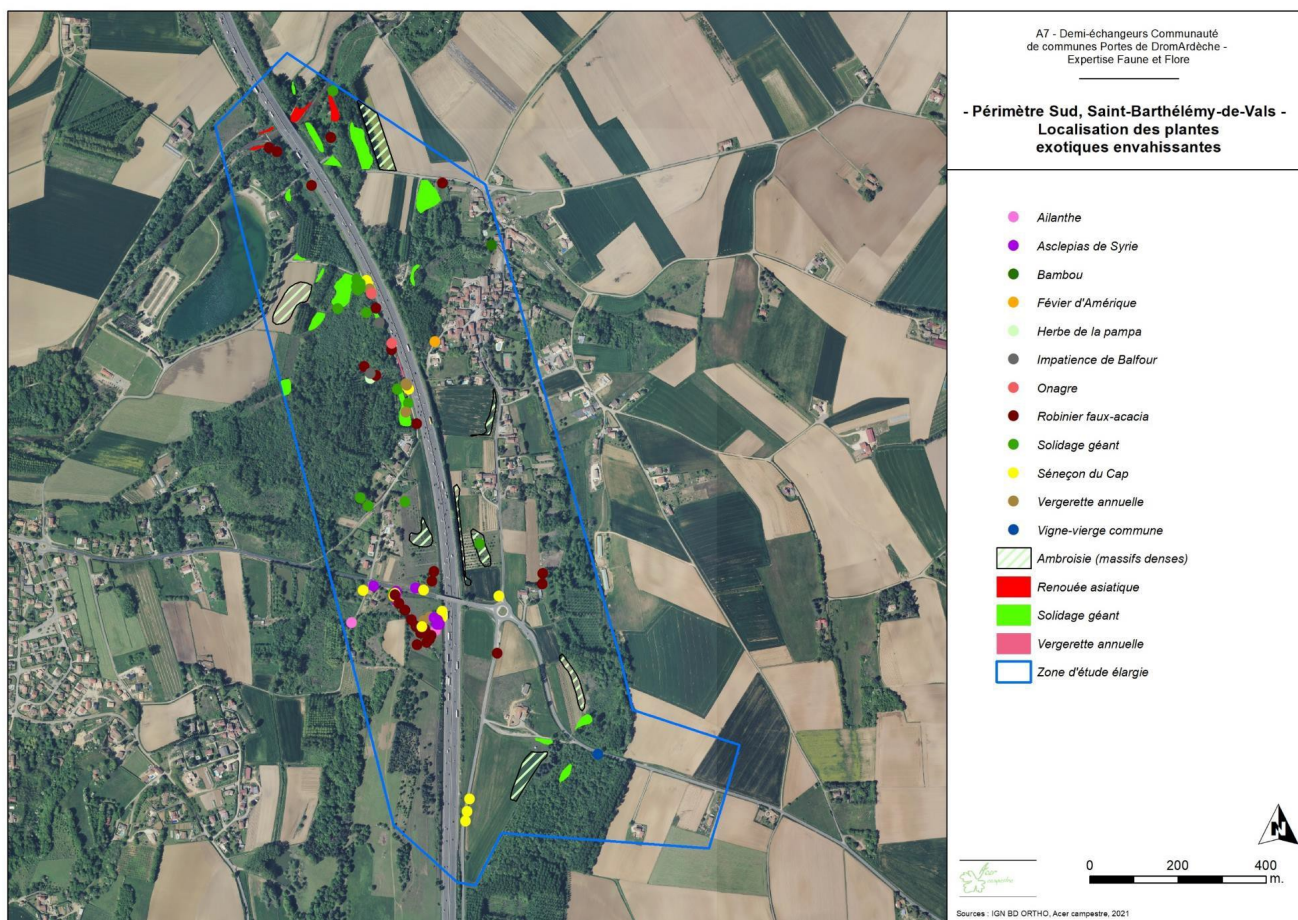 A7 - Demi-échangeurs Communauté
de communes Portes de DromArdèche -
Expertise Faune et Flore
- Périmètre Sud, Saint-Barthélémy-de-Vals -
Localisation des plantes
exotiques envahissantes
Ailanthe
Asclepias de Syrie
Bambou
Févier d'Amérique
Herbe de la pampa
Impatience de Balfour
Onagre
Robinier faux-acacia
Solidage géant
Séneçon du Cap
Vergerette annuelle
Vigne-vierge commune
Ambroisie (massifs denses)
Renouée asiatique
Solidage géant
Vergerette annuelle
Zone d'étude élargie
N
0 200 400
m.
acer
campestre
Sources : IGN BD ORTHO, Acer campestre, 2021